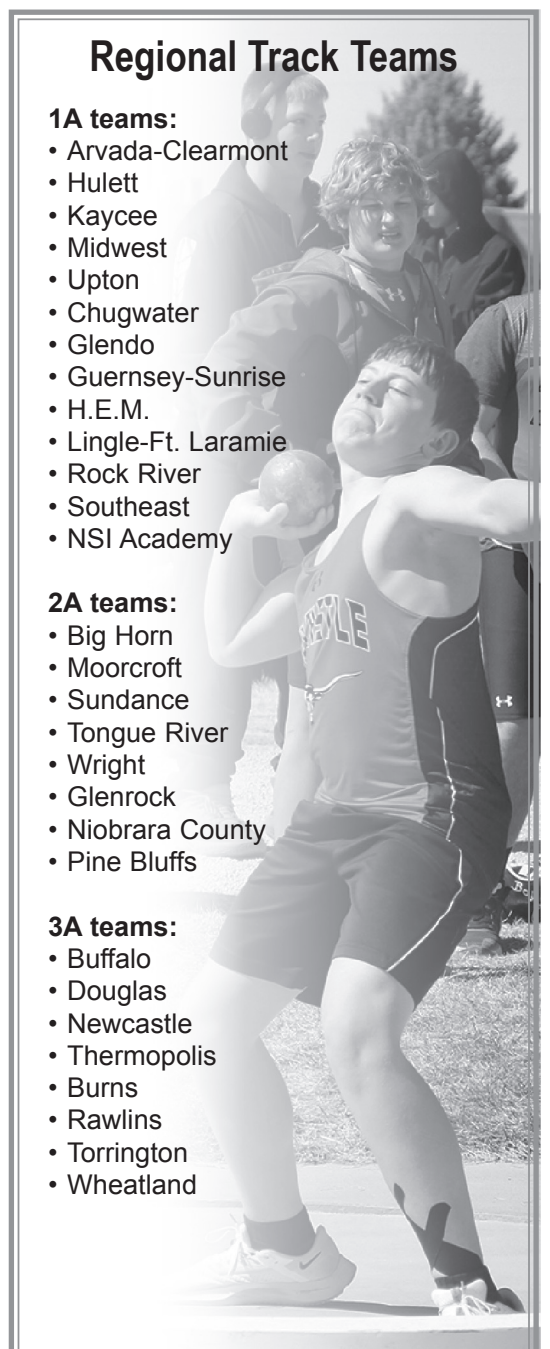 Regional Track Teams
1A teams:
• Arvada-Clearmont
• Hulett
• Kaycee
• Midwest
• Upton
• Chugwater
• Glendo
• Guernsey-Sunrise
• H.E.M.
• Lingle-Ft. Laramie
• Rock River
• Southeast
• NSI Academy
2A teams:
• Big Horn
• Moorcroft
• Sundance
• Tongue River
• Wright
• Glenrock
• Niobrara County
• Pine Bluffs
3A teams:
• Buffalo
• Douglas
• Newcastle
• Thermopolis
• Burns
• Rawlins
• Torrington
• Wheatland